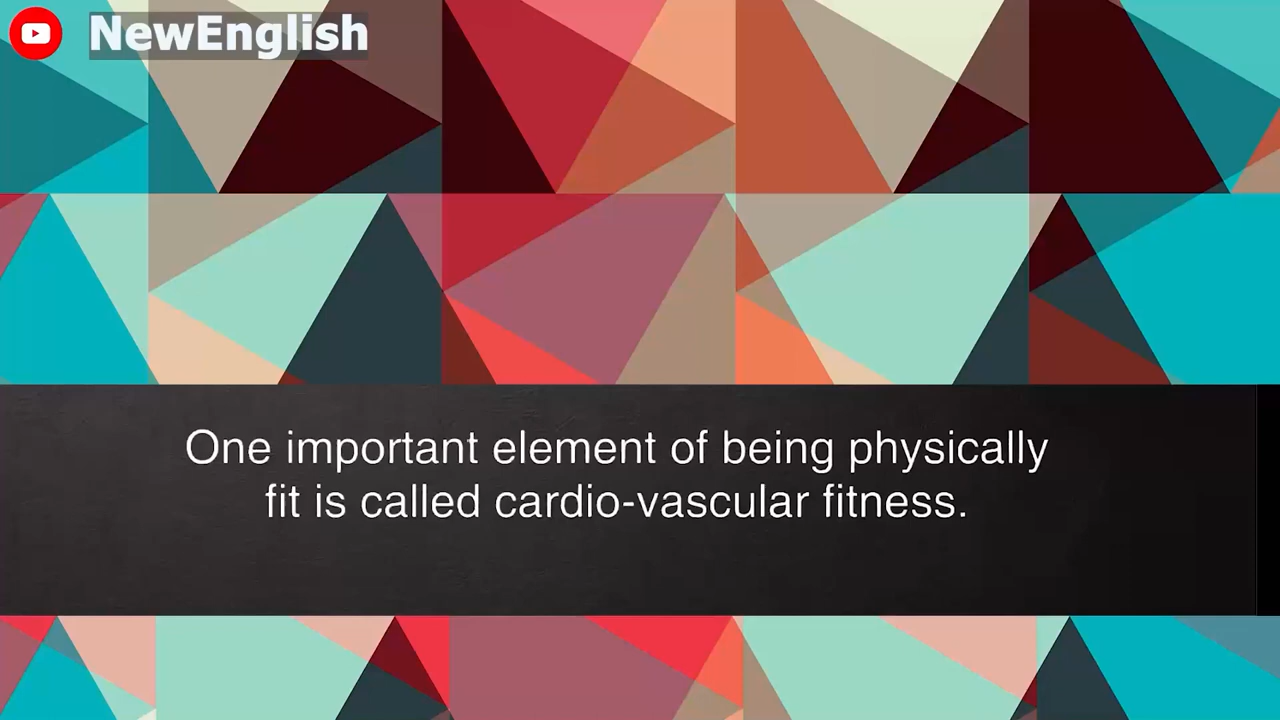 NewEnglish
One important element of being physically
fit is called cardio-vascular fitness.